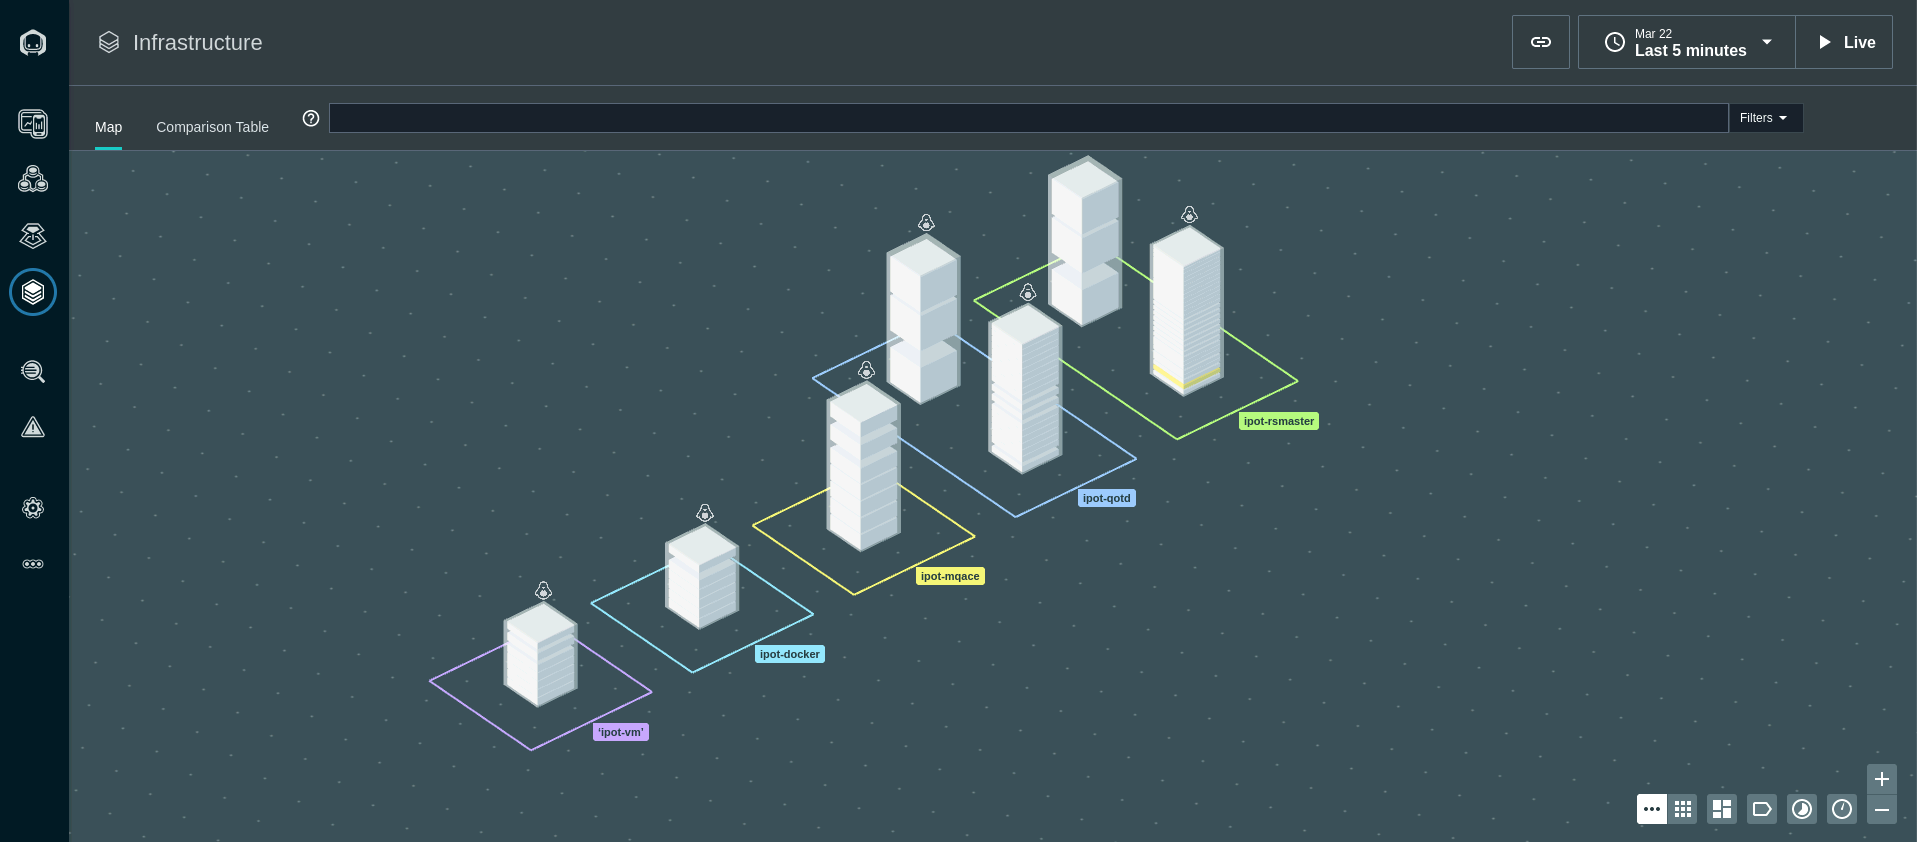 Infrastructure
Mar 22
Last 5 minutes
Live
Map
Comparison Table
Filters
ipot-rsmaster
ipot-qotd
ipot-mqace
ipot-docker
'ipot-vm'